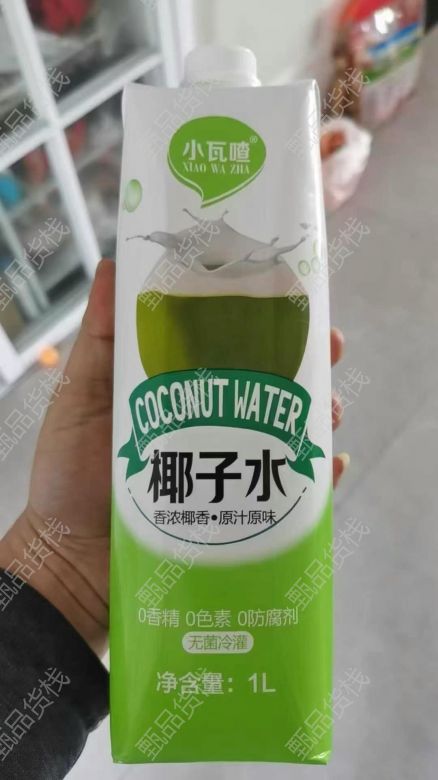 小瓦喳®
XIAO WA ZHA
COCONUT WATER
椰子水
香浓椰香•原汁原味
0香精 0色素 0防腐剂
无菌冷灌
净含量：1L
甄品货栈